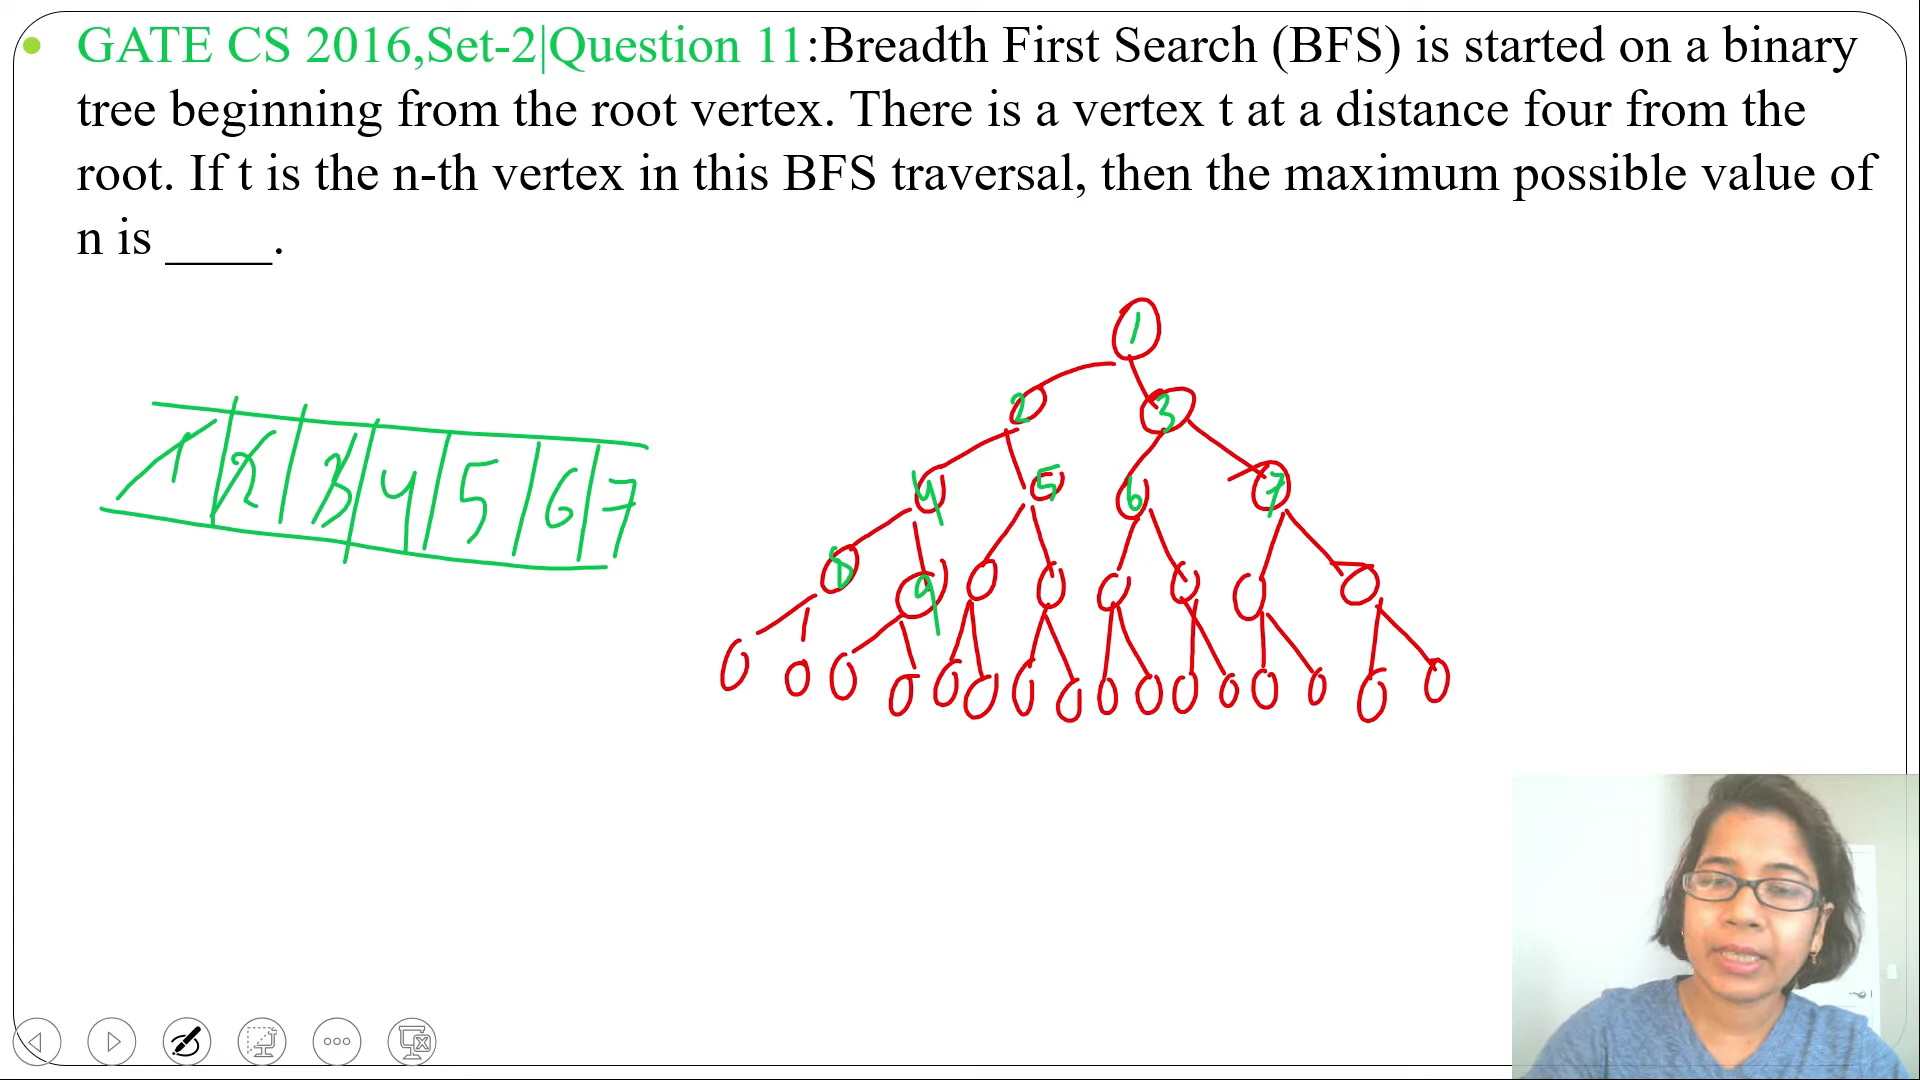 GATE CS 2016,Set-2|Question 11:Breadth First Search (BFS) is started on a binary
tree beginning from the root vertex. There is a vertex t at a distance four from the
root. If t is the n-th vertex in this BFS traversal, then the maximum possible value of
n is ____.
1
2 3
4 5 6 7
8 9
1 2 3 4 5 6 7